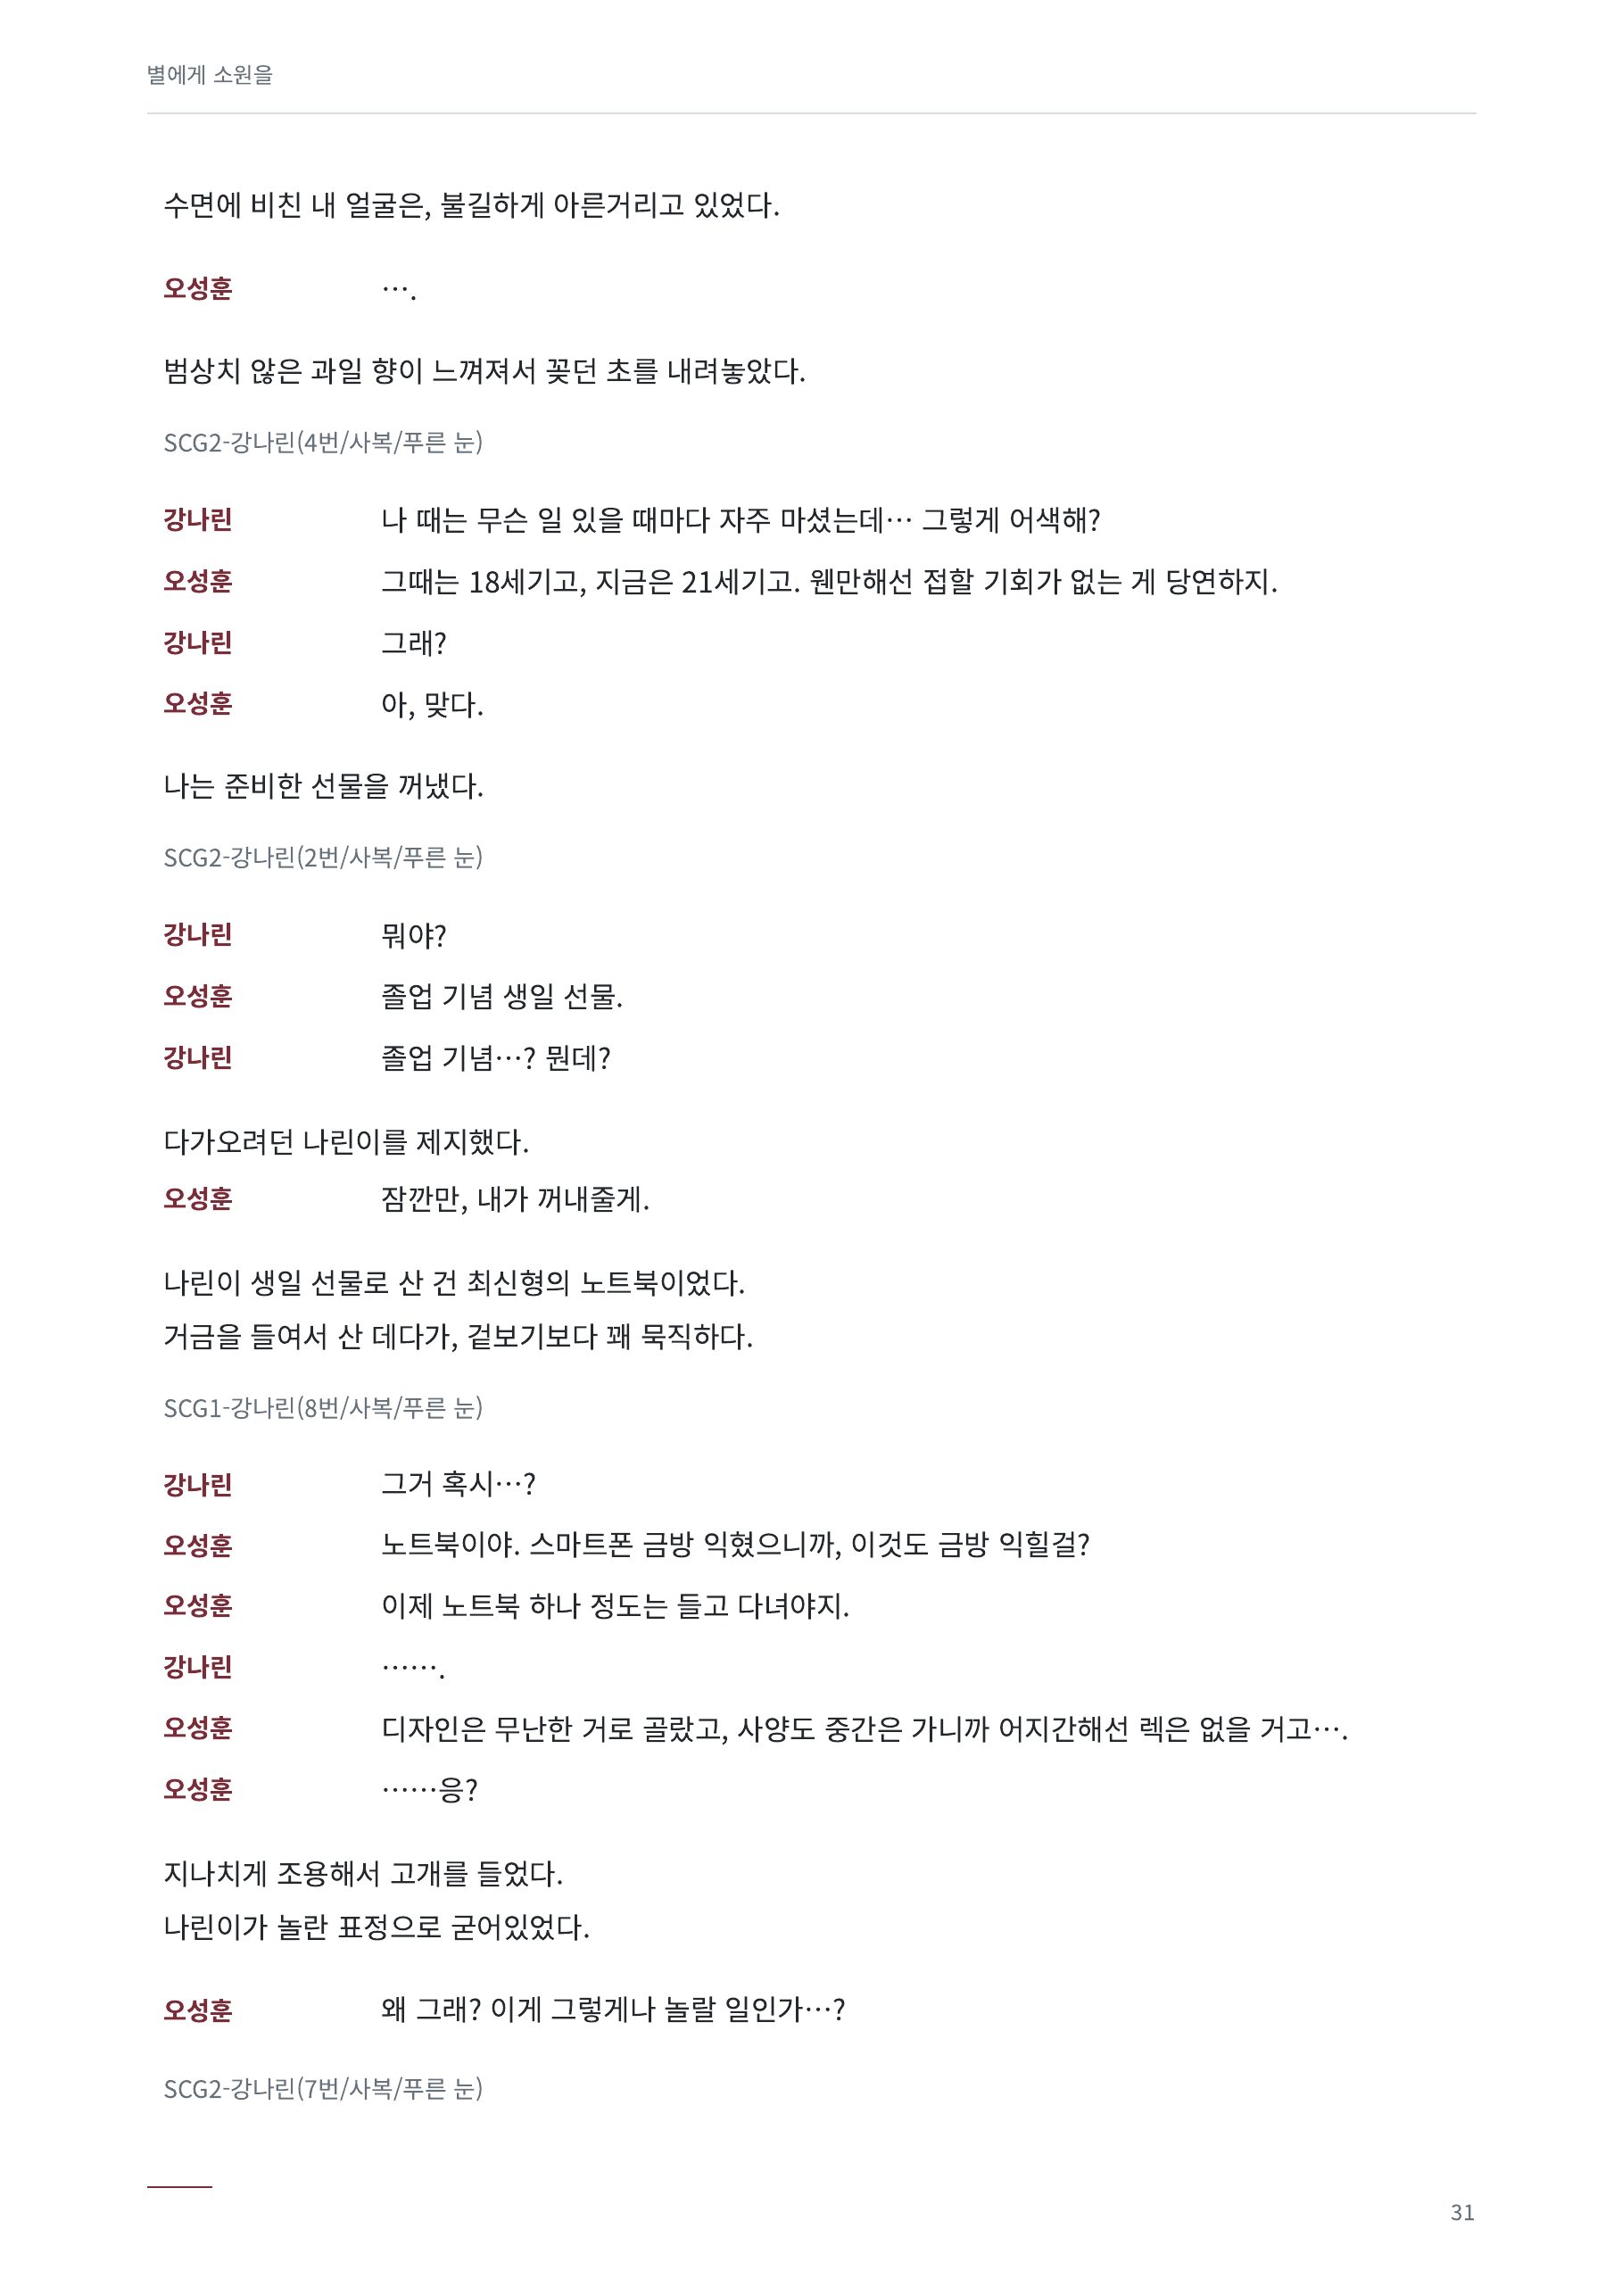 별에게 소원을
수면에 비친 내 얼굴은, 불길하게 아른거리고 있었다.
오성훈 ….
범상치 않은 과일 향이 느껴져서 꽂던 초를 내려놓았다.
SCG2-강나린(4번/사복/푸른 눈)
강나린 나 때는 무슨 일 있을 때마다 자주 마셨는데… 그렇게 어색해?
오성훈 그때는 18세기고, 지금은 21세기고. 웬만해선 접할 기회가 없는 게 당연하지.
강나린 그래?
오성훈 아, 맞다.
나는 준비한 선물을 꺼냈다.
SCG2-강나린(2번/사복/푸른 눈)
강나린 뭐야?
오성훈 졸업 기념 생일 선물.
강나린 졸업 기념…? 뭔데?
다가오려던 나린이를 제지했다.
오성훈 잠깐만, 내가 꺼내줄게.
나린이 생일 선물로 산 건 최신형의 노트북이었다.
거금을 들여서 산 데다가, 겉보기보다 꽤 묵직하다.
SCG1-강나린(8번/사복/푸른 눈)
강나린 그거 혹시…?
오성훈 노트북이야. 스마트폰 금방 익혔으니까, 이것도 금방 익힐걸?
오성훈 이제 노트북 하나 정도는 들고 다녀야지.
강나린 …….
오성훈 디자인은 무난한 거로 골랐고, 사양도 중간은 가니까 어지간해선 렉은 없을 거고….
오성훈 ……응?
지나치게 조용해서 고개를 들었다.
나린이가 놀란 표정으로 굳어있었다.
오성훈 왜 그래? 이게 그렇게나 놀랄 일인가…?
SCG2-강나린(7번/사복/푸른 눈)
31